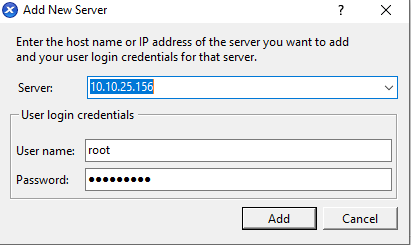 Add New Server
?
Enter the host name or IP address of the server you want to add
and your user login credentials for that server.
Server: 10.10.25.156
User login credentials
User name: root
Password: ●●●●●●●●●
Add Cancel